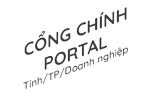 CỔNG CHÍNH
PORTAL
Tỉnh/TP/Doanh nghiệp